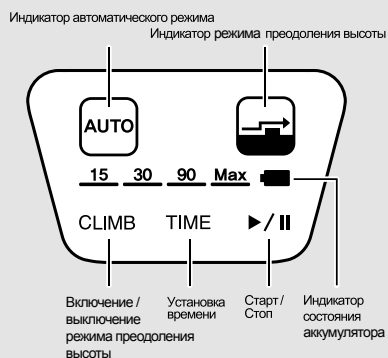 Индикатор автоматического режима
Индикатор режима преодоления высоты
AUTO
15 30 90 Max
CLIMB TIME ▶/⏸
Включение /
выключение
режима преодоления
высоты
Установка
времени
Старт /
Стоп
Индикатор
состояния
аккумулятора